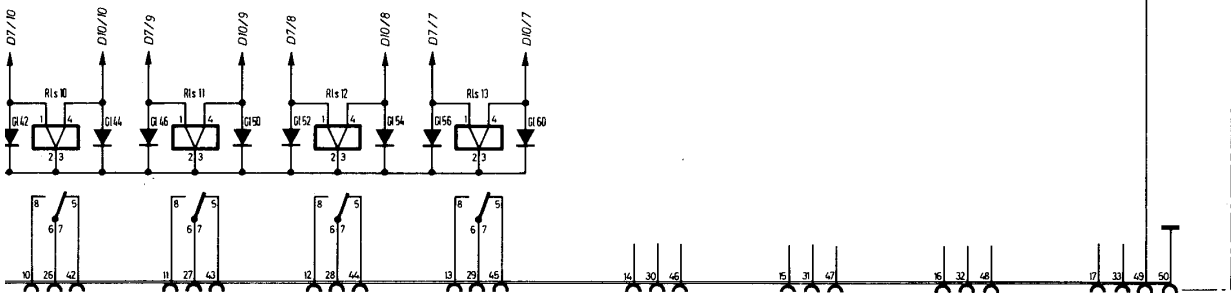 D7/10 D10/10 D7/9 D10/9 D7/8 D10/8 D7/7 D10/7
Rls 10 Rls 11 Rls 12 Rls 13
Gl 42 1 4 Gl 44 Gl 46 1 4 Gl 50 Gl 52 1 4 Gl 54 Gl 56 1 4 Gl 60
2 3 2 3 2 3 2 3
8 5 8 5 8 5 8 5
6 7 6 7 6 7 6 7
10 26 42 11 27 43 12 28 44 13 29 45 14 30 46 15 31 47 16 32 48 17 33 49 50